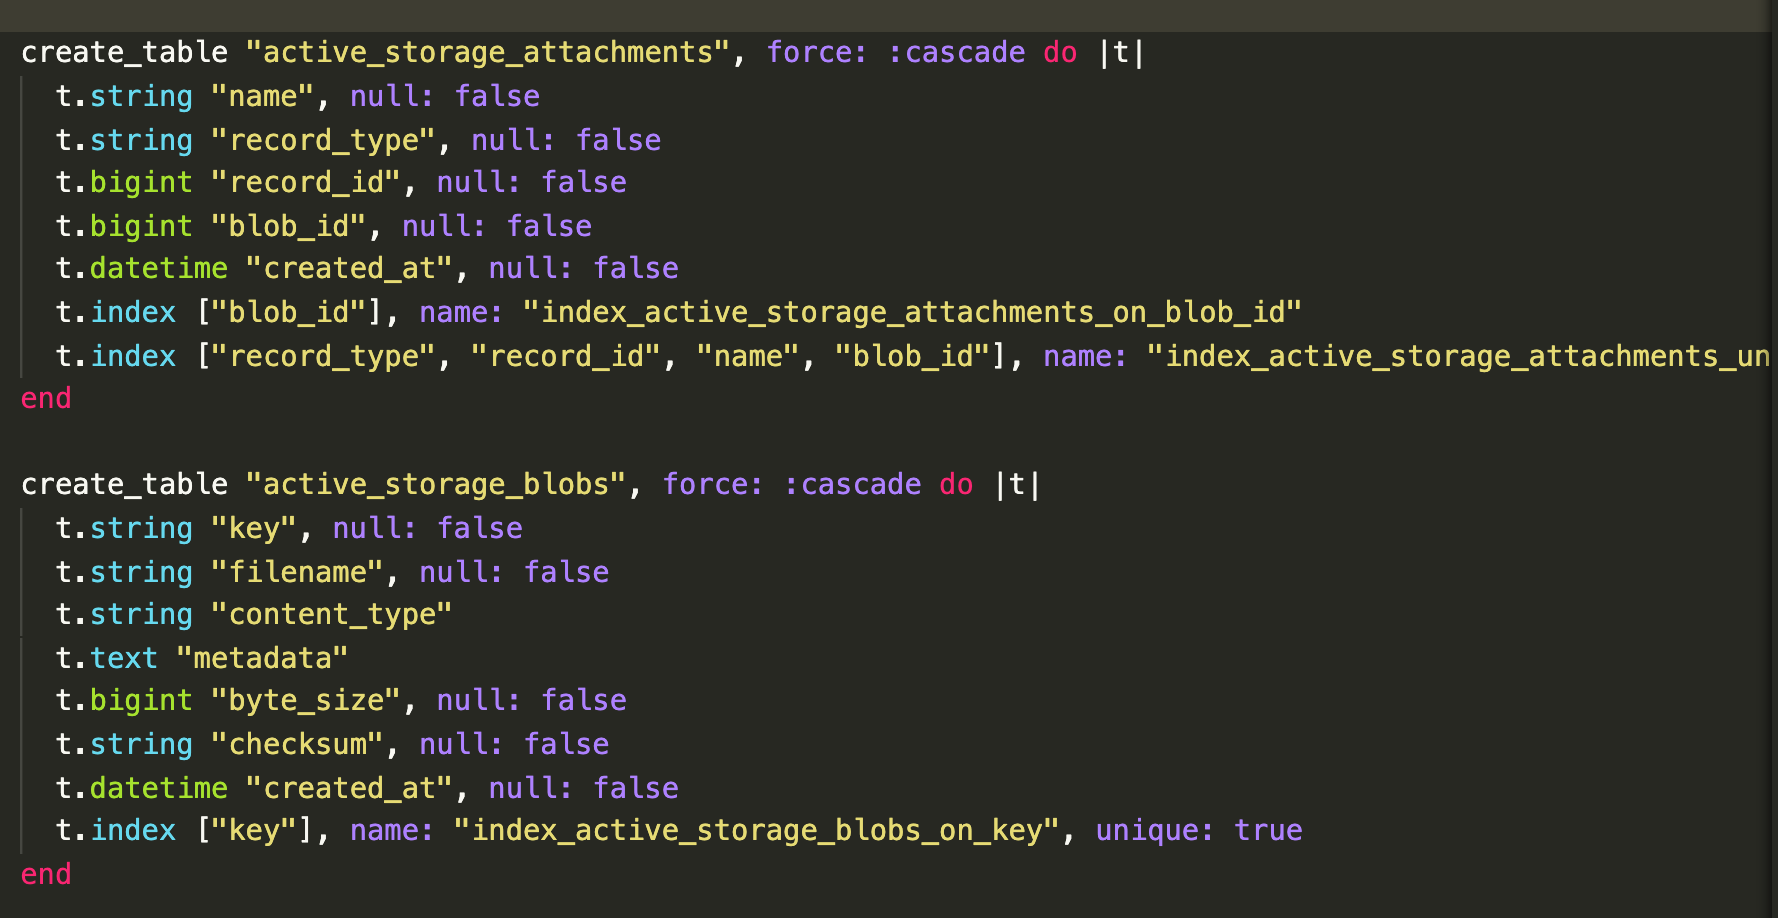 create_table "active_storage_attachments", force: :cascade do |t|
  t.string "name", null: false
  t.string "record_type", null: false
  t.bigint "record_id", null: false
  t.bigint "blob_id", null: false
  t.datetime "created_at", null: false
  t.index ["blob_id"], name: "index_active_storage_attachments_on_blob_id"
  t.index ["record_type", "record_id", "name", "blob_id"], name: "index_active_storage_attachments_un
end
create_table "active_storage_blobs", force: :cascade do |t|
  t.string "key", null: false
  t.string "filename", null: false
  t.string "content_type"
  t.text "metadata"
  t.bigint "byte_size", null: false
  t.string "checksum", null: false
  t.datetime "created_at", null: false
  t.index ["key"], name: "index_active_storage_blobs_on_key", unique: true
end